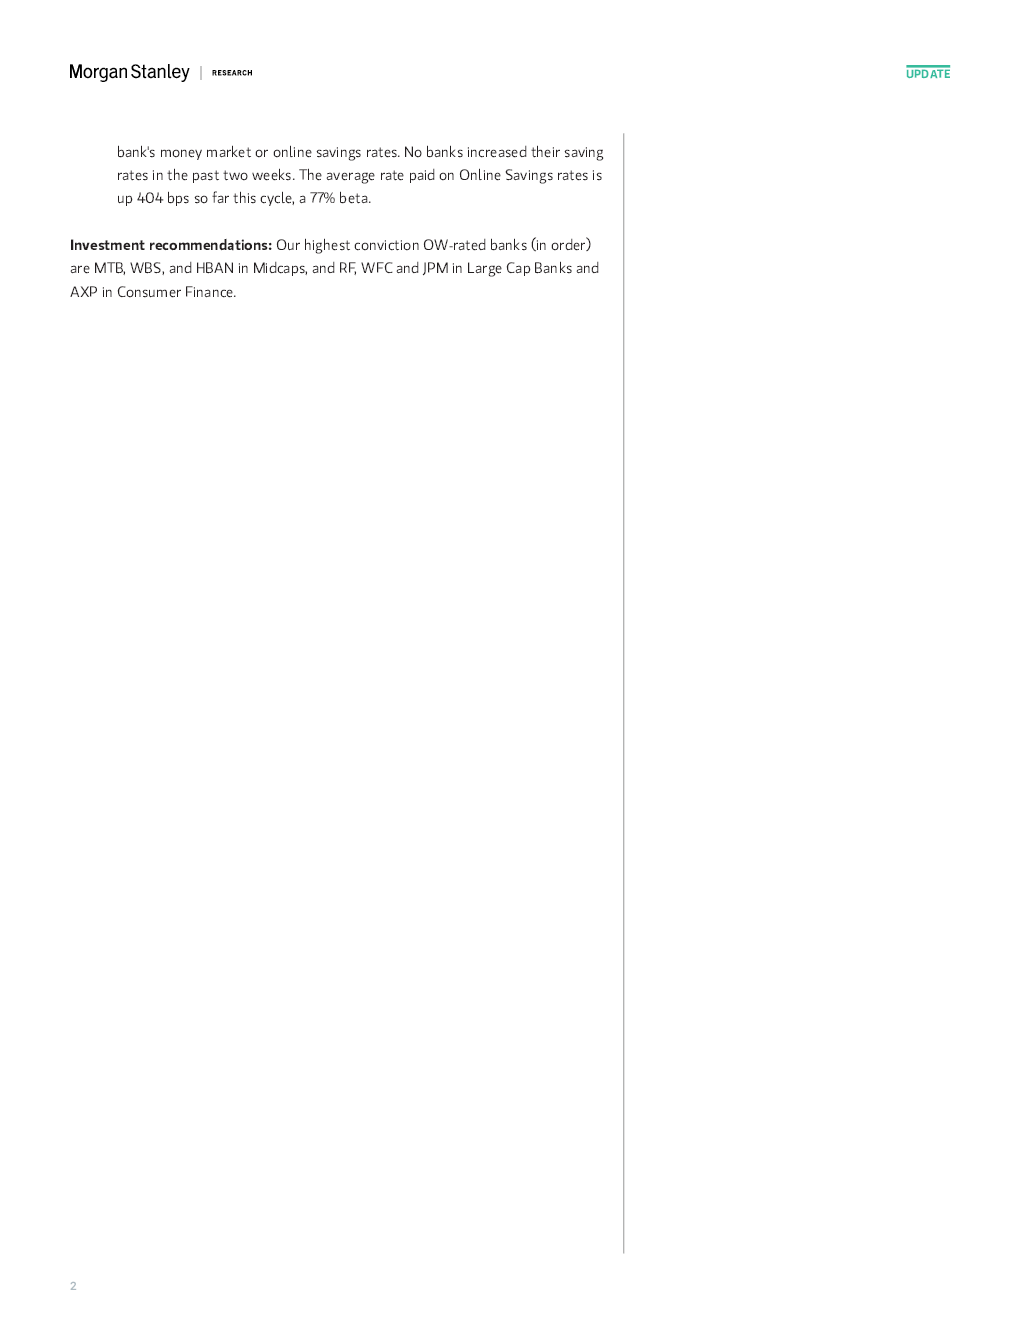 Morgan Stanley | RESEARCH
UPDATE
bank's money market or online savings rates. No banks increased their saving
rates in the past two weeks. The average rate paid on Online Savings rates is
up 404 bps so far this cycle, a 77% beta.
Investment recommendations: Our highest conviction OW-rated banks (in order)
are MTB, WBS, and HBAN in Midcaps, and RF, WFC and JPM in Large Cap Banks and
AXP in Consumer Finance.
2